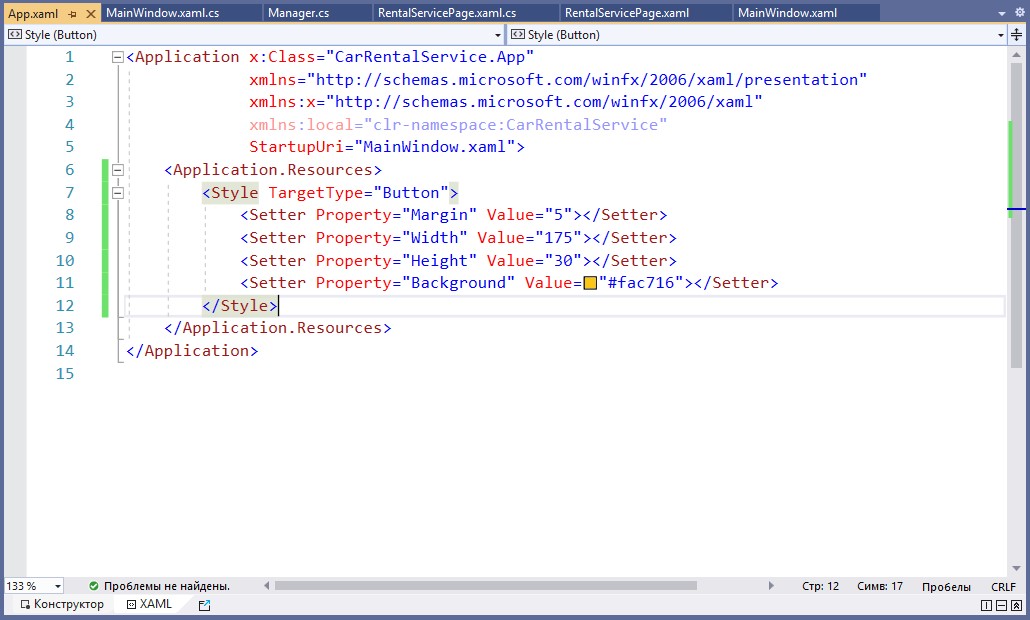 App.xaml MainWindow.xaml.cs Manager.cs RentalServicePage.xaml.cs RentalServicePage.xaml MainWindow.xaml
Style (Button) Style (Button)
1 <Application x:Class="CarRentalService.App"
2 xmlns="http://schemas.microsoft.com/winfx/2006/xaml/presentation"
3 xmlns:x="http://schemas.microsoft.com/winfx/2006/xaml"
4 xmlns:local="clr-namespace:CarRentalService"
5 StartupUri="MainWindow.xaml">
6 <Application.Resources>
7 <Style TargetType="Button">
8 <Setter Property="Margin" Value="5"></Setter>
9 <Setter Property="Width" Value="175"></Setter>
10 <Setter Property="Height" Value="30"></Setter>
11 <Setter Property="Background" Value="#fac716"></Setter>
12 </Style>
13 </Application.Resources>
14 </Application>
15
133 % Проблемы не найдены. Стр: 12 Симв: 17 Пробелы CRLF
Конструктор XAML